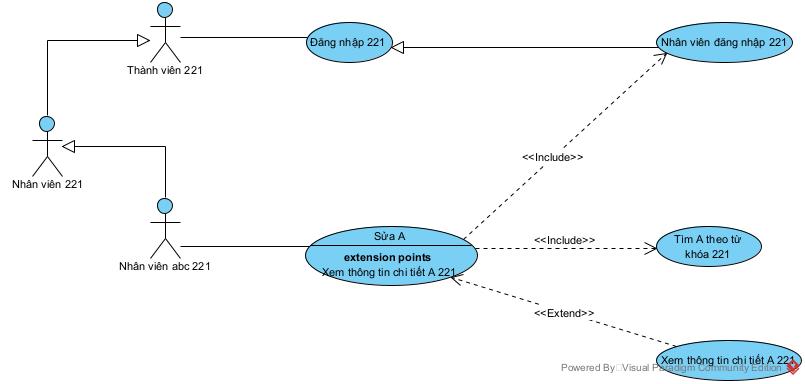 Thành viên 221
Đăng nhập 221
Nhân viên đăng nhập 221
Nhân viên 221
<<Include>>
Nhân viên abc 221
Sửa A
extension points
Xem thông tin chi tiết A 221
<<Include>>
Tìm A theo từ
khóa 221
<<Extend>>
Xem thông tin chi tiết A 221
Powered By Visual Paradigm Community Edition